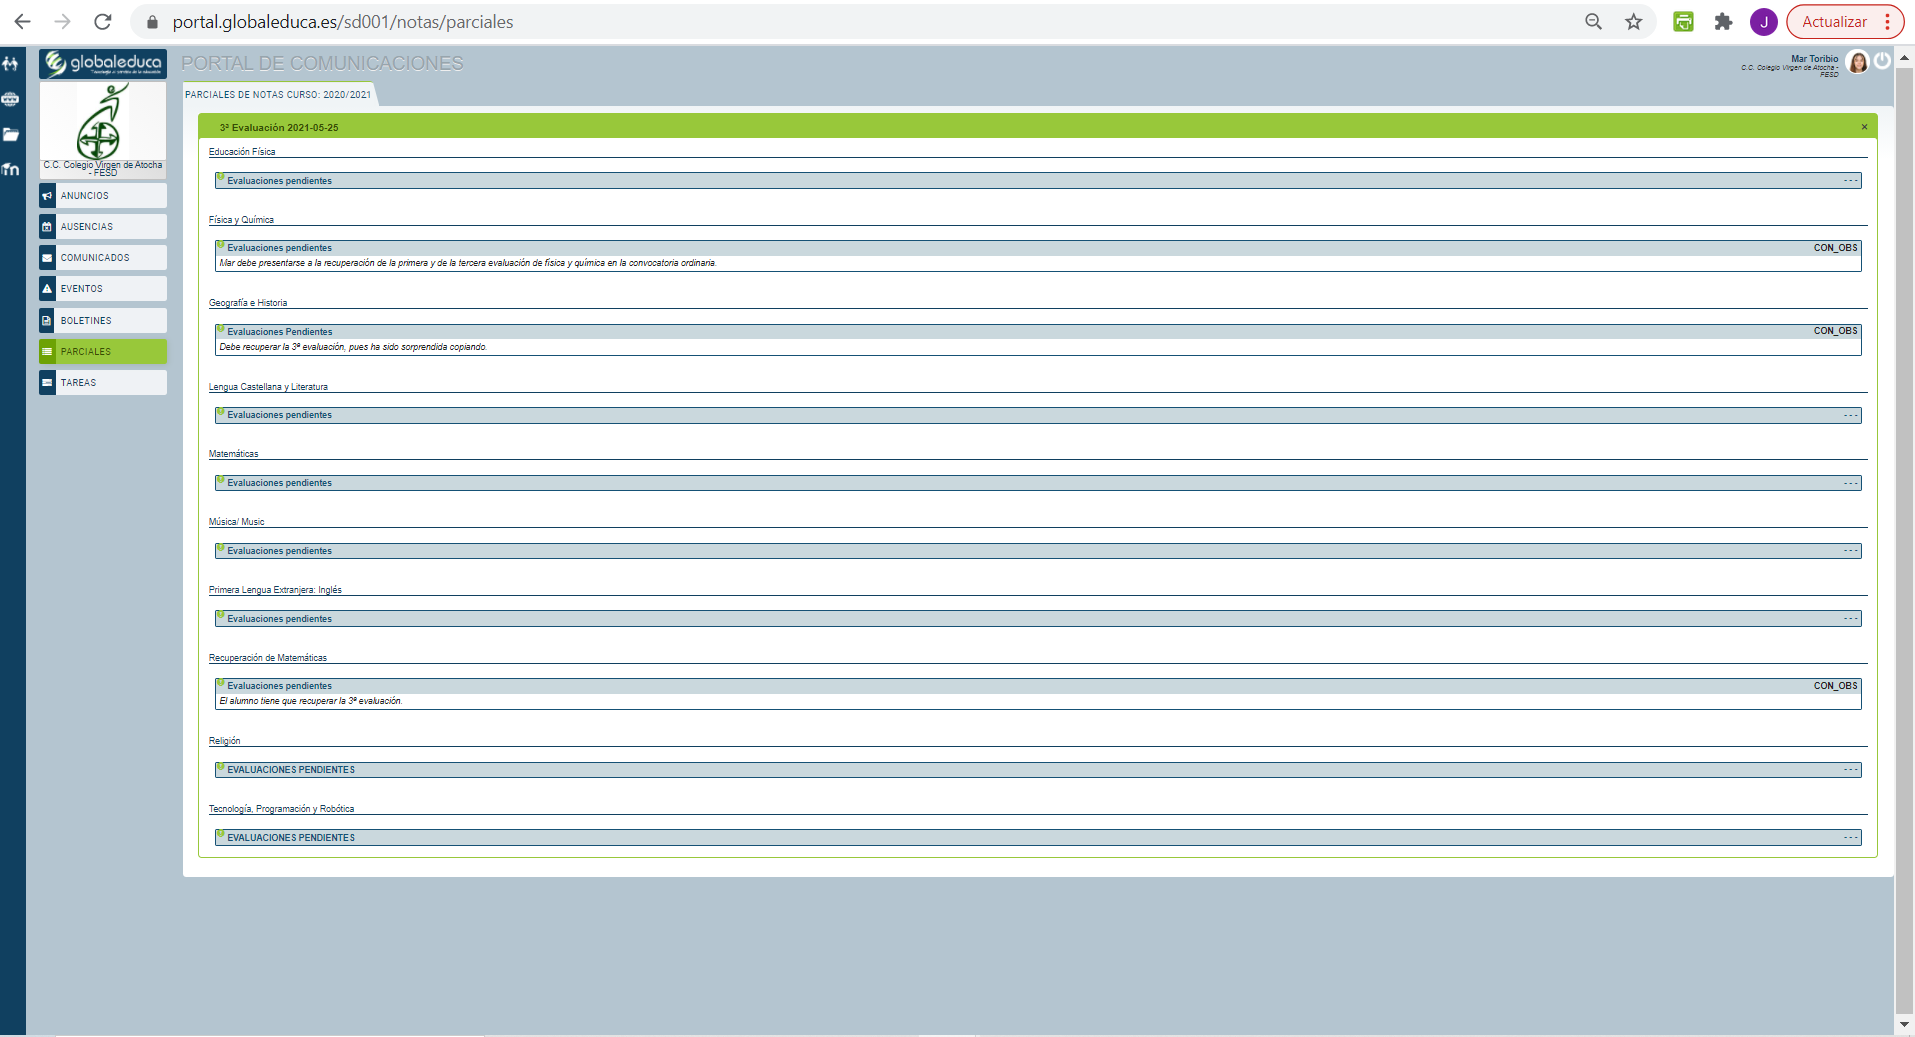 portal.globaleduca.es/sd001/notas/parciales
J
Actualizar
globaleduca
Tecnología al servicio de la educación
PORTAL DE COMUNICACIONES
Mar Toribio
C.C. Colegio Virgen de Atocha -
FESD
C.C. Colegio Virgen de Atocha
- FESD
ANUNCIOS
AUSENCIAS
COMUNICADOS
EVENTOS
BOLETINES
PARCIALES
TAREAS
PARCIALES DE NOTAS CURSO: 2020/2021
3ª Evaluación 2021-05-25
×
Educación Física
Evaluaciones pendientes ---
Física y Química
Evaluaciones pendientes CON_OBS
Mar debe presentarse a la recuperación de la primera y de la tercera evaluación de física y química en la convocatoria ordinaria.
Geografía e Historia
Evaluaciones Pendientes CON_OBS
Debe recuperar la 3ª evaluación, pues ha sido sorprendida copiando.
Lengua Castellana y Literatura
Evaluaciones pendientes ---
Matemáticas
Evaluaciones pendientes ---
Música/ Music
Evaluaciones pendientes ---
Primera Lengua Extranjera: Inglés
Evaluaciones pendientes ---
Recuperación de Matemáticas
Evaluaciones pendientes CON_OBS
El alumno tiene que recuperar la 3ª evaluación.
Religión
EVALUACIONES PENDIENTES ---
Tecnología, Programación y Robótica
EVALUACIONES PENDIENTES ---